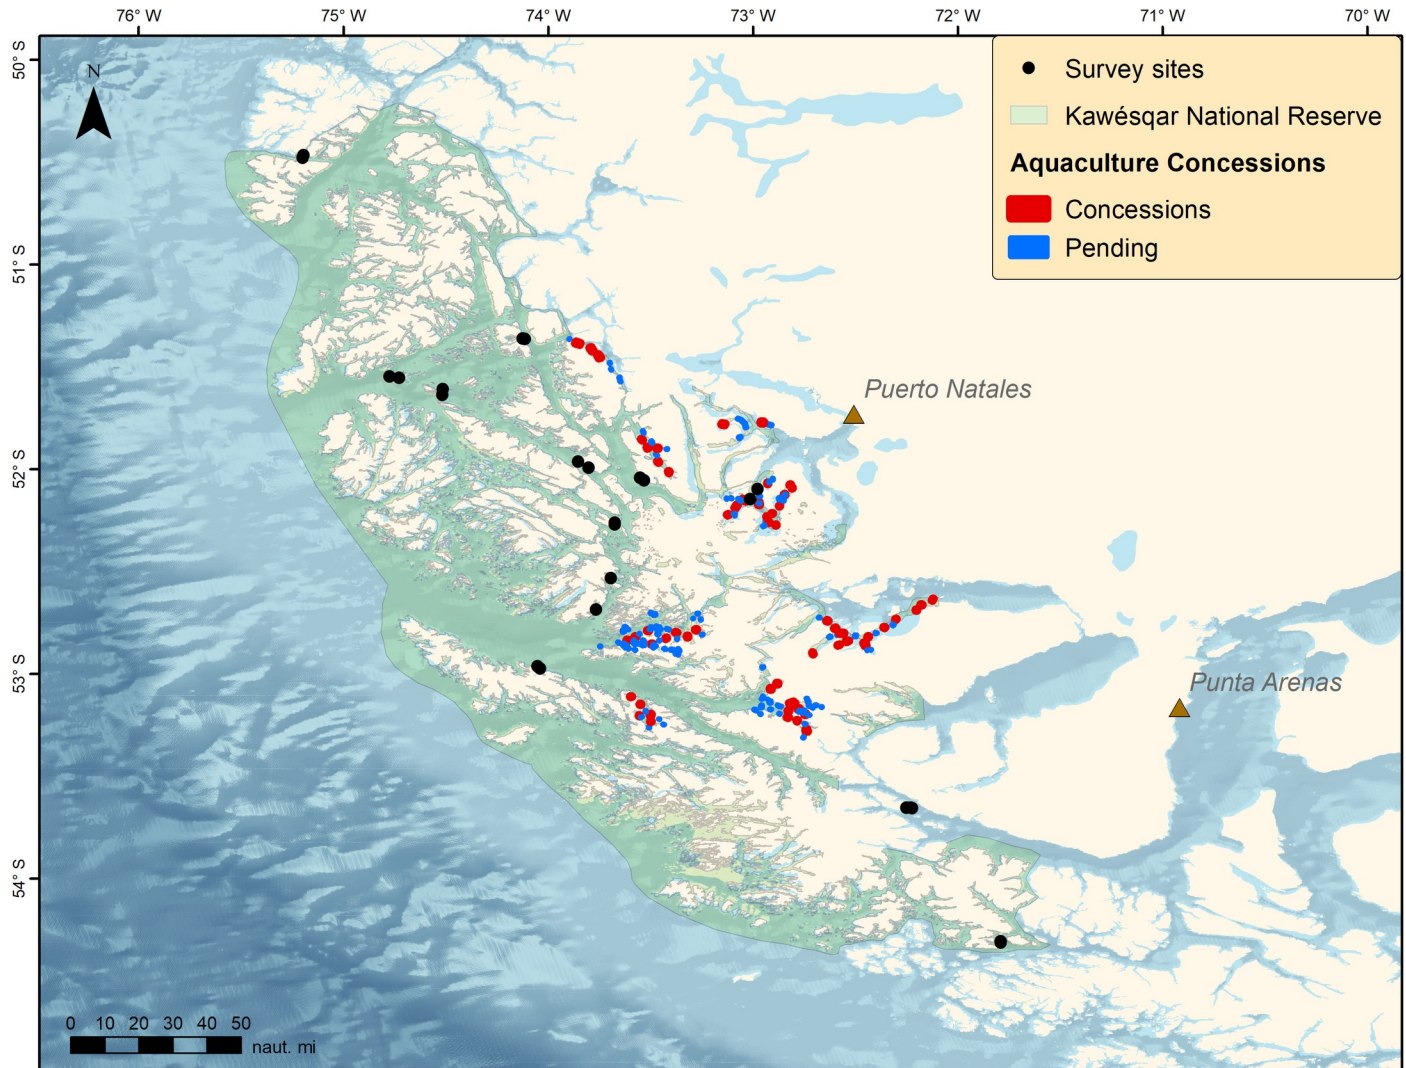 76° W 75° W 74° W 73° W 72° W 71° W 70° W
50° S
51° S
52° S
53° S
54° S
N
Survey sites
Kawésqar National Reserve
Aquaculture Concessions
Concessions
Pending
Puerto Natales
Punta Arenas
0 10 20 30 40 50
naut. mi